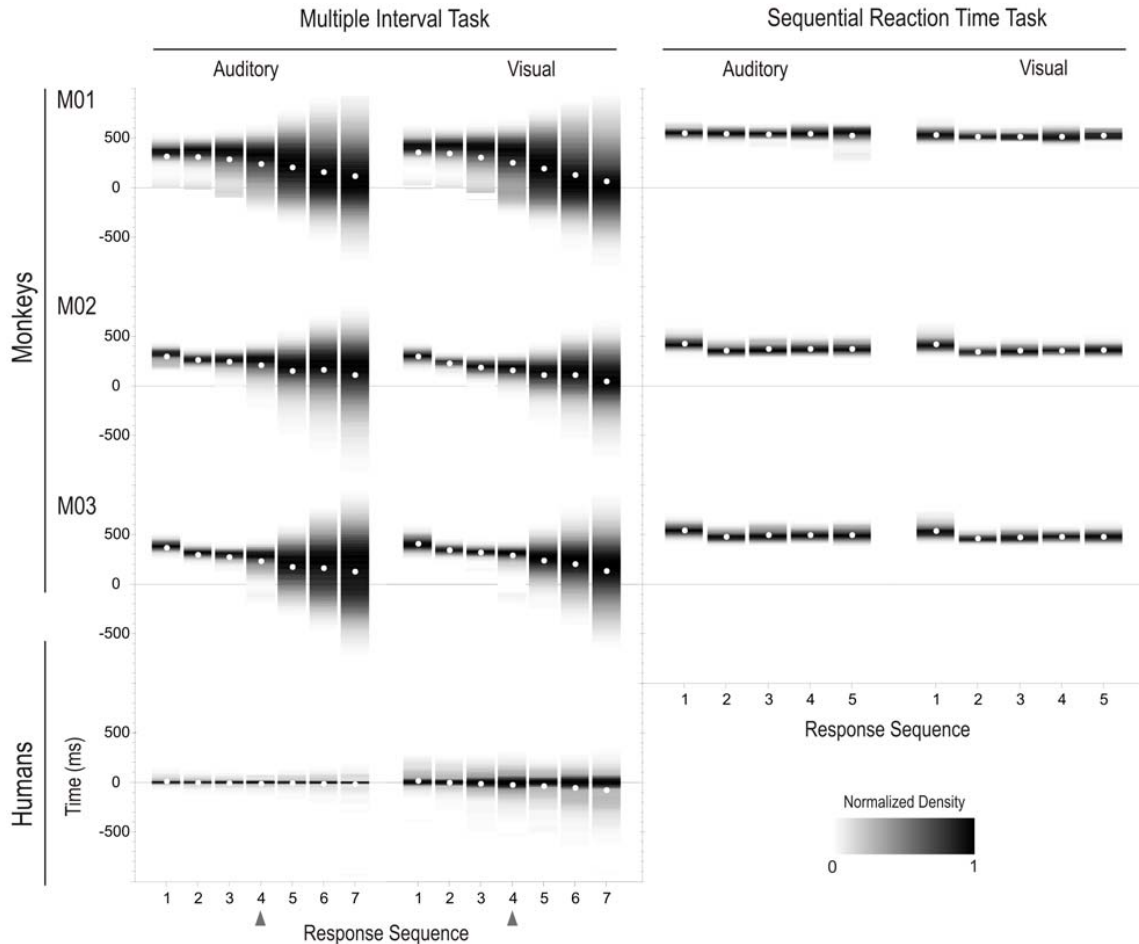 Multiple Interval Task
Sequential Reaction Time Task
Auditory
Visual
Auditory
Visual
Monkeys
M01
500
0
-500
M02
500
0
-500
M03
500
0
-500
1 2 3 4 5
1 2 3 4 5
Response Sequence
Humans
Time (ms)
500
0
-500
Normalized Density
0 1
1 2 3 4 5 6 7
1 2 3 4 5 6 7
Response Sequence